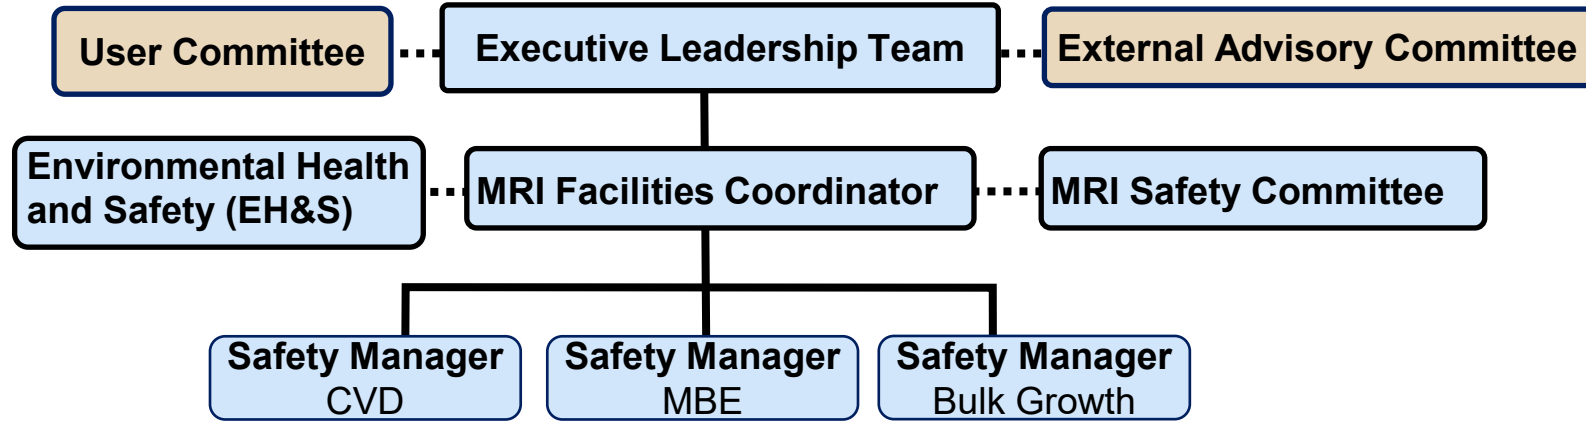 User Committee
Executive Leadership Team
External Advisory Committee
Environmental Health
and Safety (EH&S)
MRI Facilities Coordinator
MRI Safety Committee
Safety Manager
CVD
Safety Manager
MBE
Safety Manager
Bulk Growth